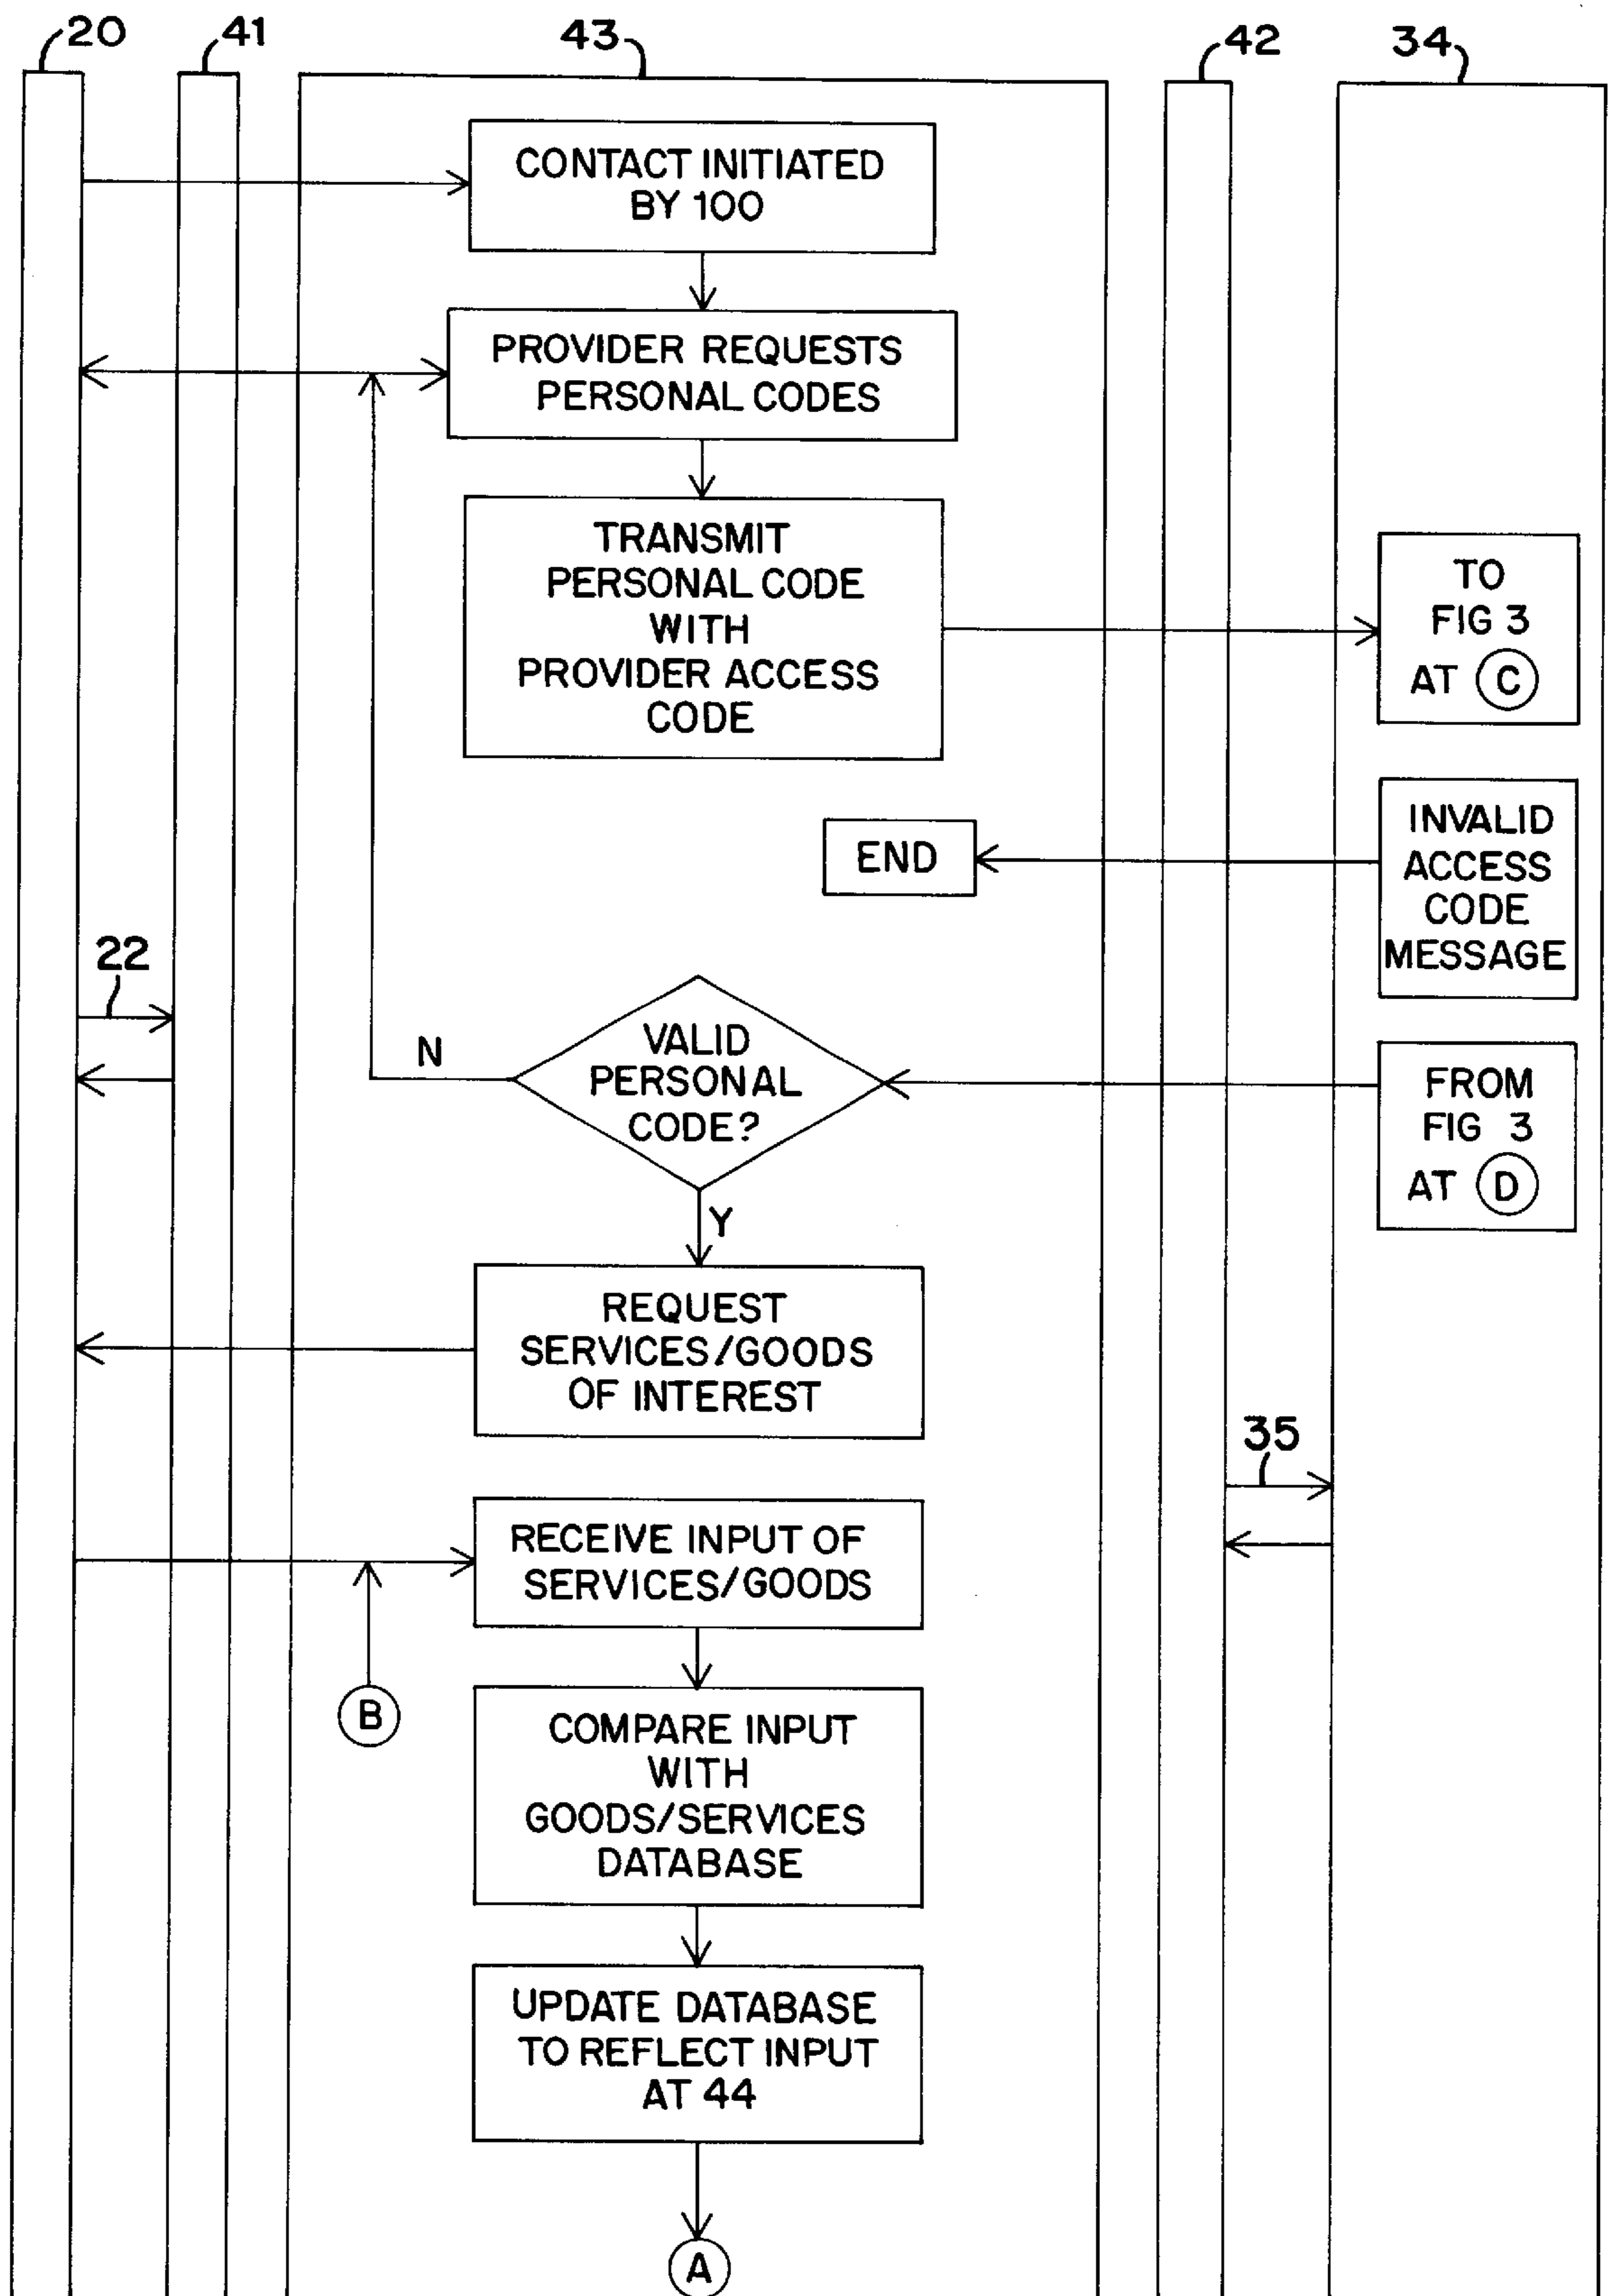 20
41
43
42
34
CONTACT INITIATED
BY 100
PROVIDER REQUESTS
PERSONAL CODES
TRANSMIT
PERSONAL CODE
WITH
PROVIDER ACCESS
CODE
TO
FIG 3
AT C
INVALID
ACCESS
CODE
MESSAGE
END
22
N
VALID
PERSONAL
CODE?
FROM
FIG 3
AT D
Y
REQUEST
SERVICES/GOODS
OF INTEREST
35
RECEIVE INPUT OF
SERVICES/GOODS
B
COMPARE INPUT
WITH
GOODS/SERVICES
DATABASE
UPDATE DATABASE
TO REFLECT INPUT
AT 44
A